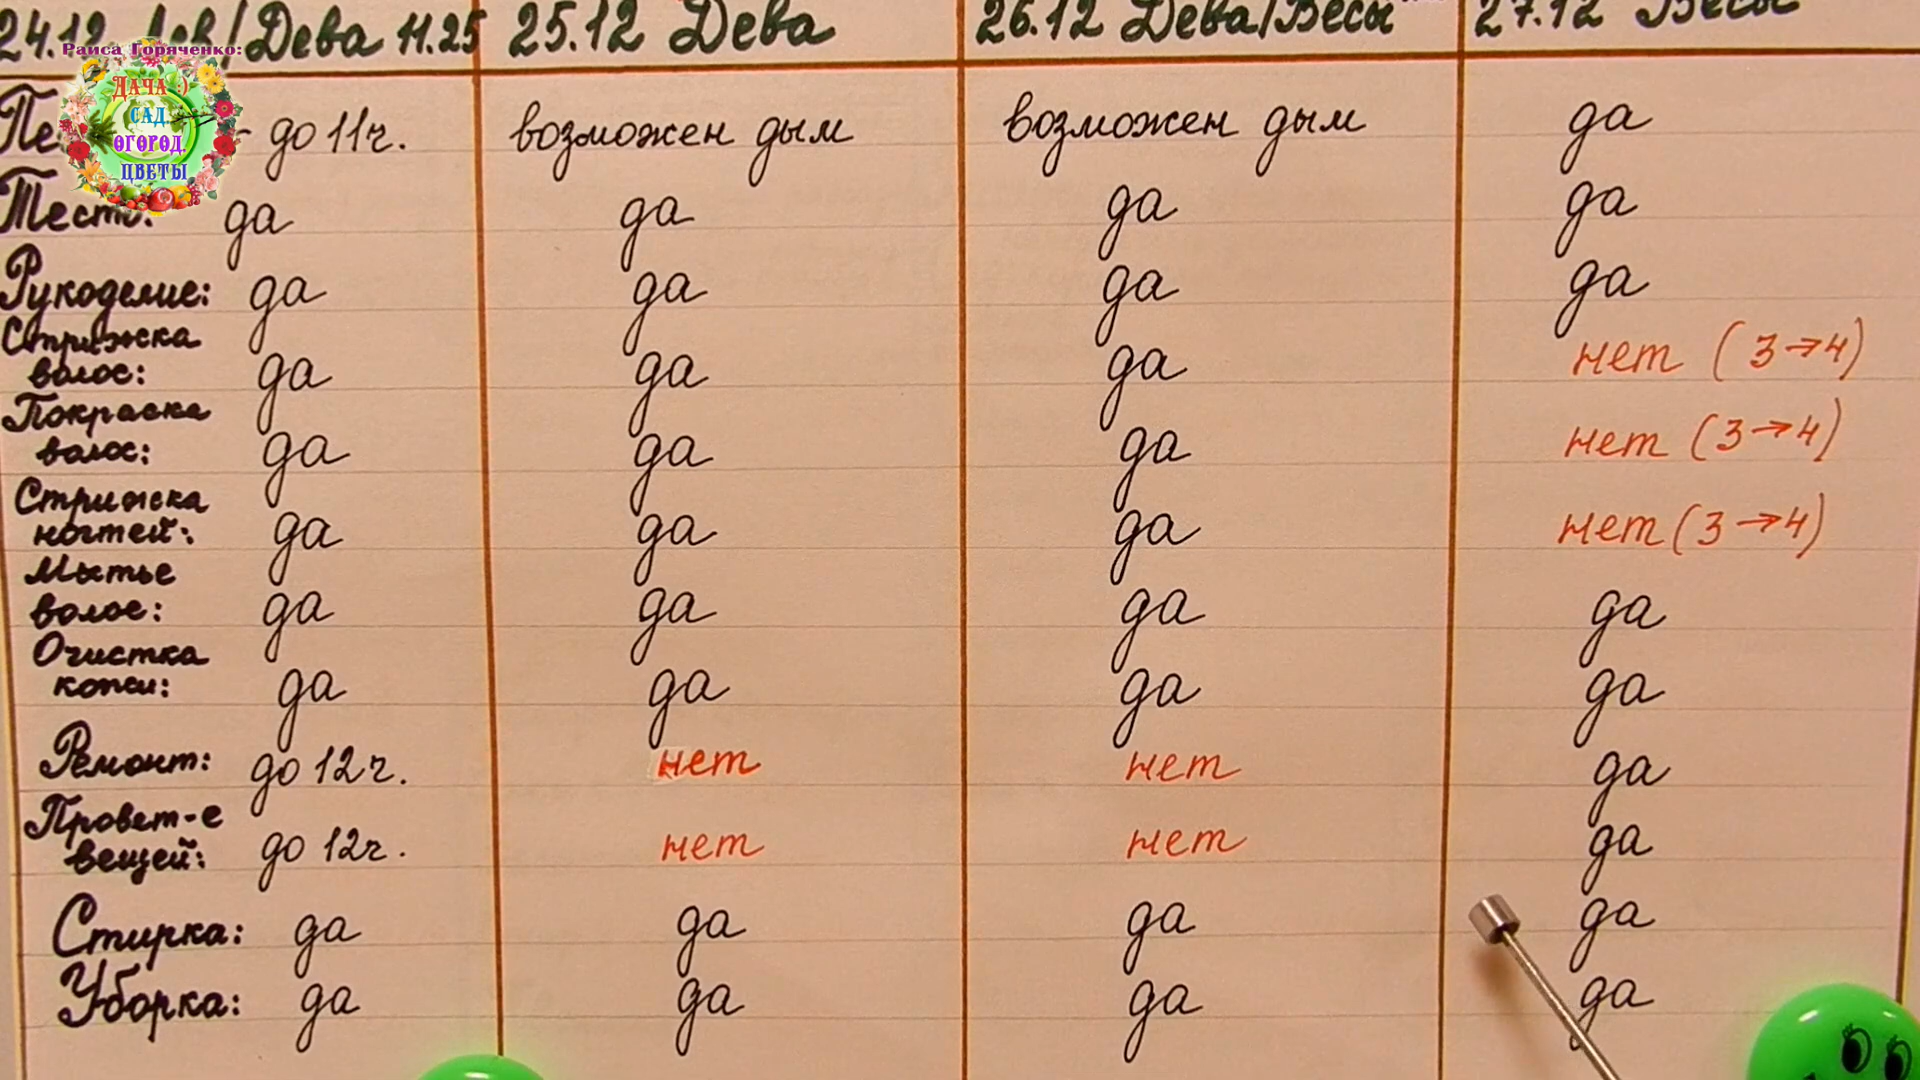 24.12 Лев/Дева 11.25 25.12 Дева 26.12 Дева/Весы 27.12 Весы
Раиса Горяченко:
Дача :)
сад
огород
цветы
- до 11ч. возможен дым возможен дым да
Тесто: да да да да
Рукоделие: да да да да
Стрижка
волос: да да да нет (3→4)
Покраска
волос: да да да нет (3→4)
Стрижка
ногтей: да да да нет (3→4)
Мытье
волос: да да да да
Очистка
кожи: да да да да
Ремонт: до 12ч. нет нет да
Провет-е
вещей: до 12ч. нет нет да
Стирка: да да да да
Уборка: да да да да